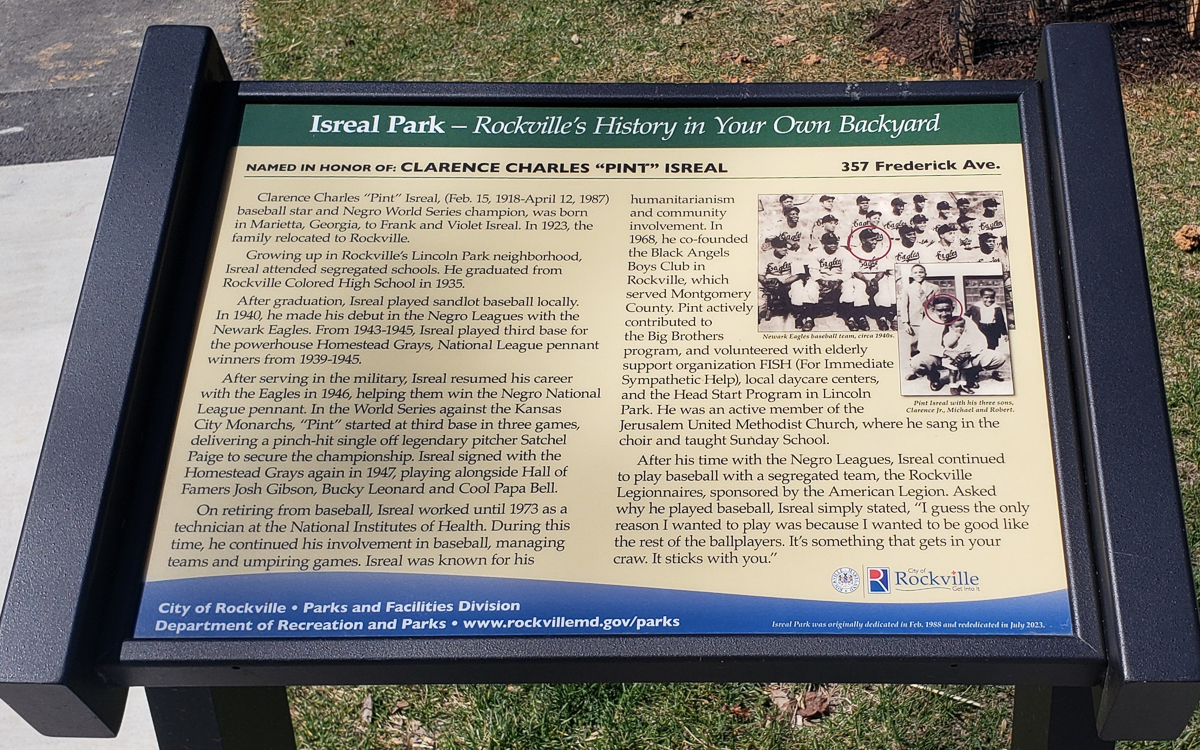 Isreal Park – Rockville's History in Your Own Backyard
NAMED IN HONOR OF: CLARENCE CHARLES “PINT” ISREAL
357 Frederick Ave.
Clarence Charles “Pint” Isreal, (Feb. 15, 1918-April 12, 1987)
baseball star and Negro World Series champion, was born
in Marietta, Georgia, to Frank and Violet Isreal. In 1923, the
family relocated to Rockville.
Growing up in Rockville's Lincoln Park neighborhood,
Isreal attended segregated schools. He graduated from
Rockville Colored High School in 1935.
After graduation, Isreal played sandlot baseball locally.
In 1940, he made his debut in the Negro Leagues with the
Newark Eagles. From 1943-1945, Isreal played third base for
the powerhouse Homestead Grays, National League pennant
winners from 1939-1945.
After serving in the military, Isreal resumed his career
with the Eagles in 1946, helping them win the Negro National
League pennant. In the World Series against the Kansas
City Monarchs, “Pint” started at third base in three games,
delivering a pinch-hit single off legendary pitcher Satchel
Paige to secure the championship. Isreal signed with the
Homestead Grays again in 1947, playing alongside Hall of
Famers Josh Gibson, Bucky Leonard and Cool Papa Bell.
On retiring from baseball, Isreal worked until 1973 as a
technician at the National Institutes of Health. During this
time, he continued his involvement in baseball, managing
teams and umpiring games. Isreal was known for his
humanitarianism
and community
involvement. In
1968, he co-founded
the Black Angels
Boys Club in
Rockville, which
served Montgomery
County. Pint actively
contributed to
the Big Brothers
program, and volunteered with elderly
support organization FISH (For Immediate
Sympathetic Help), local daycare centers,
and the Head Start Program in Lincoln
Park. He was an active member of the
Jerusalem United Methodist Church, where he sang in the
choir and taught Sunday School.
After his time with the Negro Leagues, Isreal continued
to play baseball with a segregated team, the Rockville
Legionnaires, sponsored by the American Legion. Asked
why he played baseball, Isreal simply stated, “I guess the only
reason I wanted to play was because I wanted to be good like
the rest of the ballplayers. It's something that gets in your
craw. It sticks with you.”
Newark Eagles baseball team, circa 1940s.
Pint Isreal with his three sons,
Clarence Jr., Michael and Robert.
City of
Rockville
Get Into It
City of Rockville • Parks and Facilities Division
Department of Recreation and Parks • www.rockvillemd.gov/parks
Isreal Park was originally dedicated in Feb. 1988 and rededicated in July 2023.